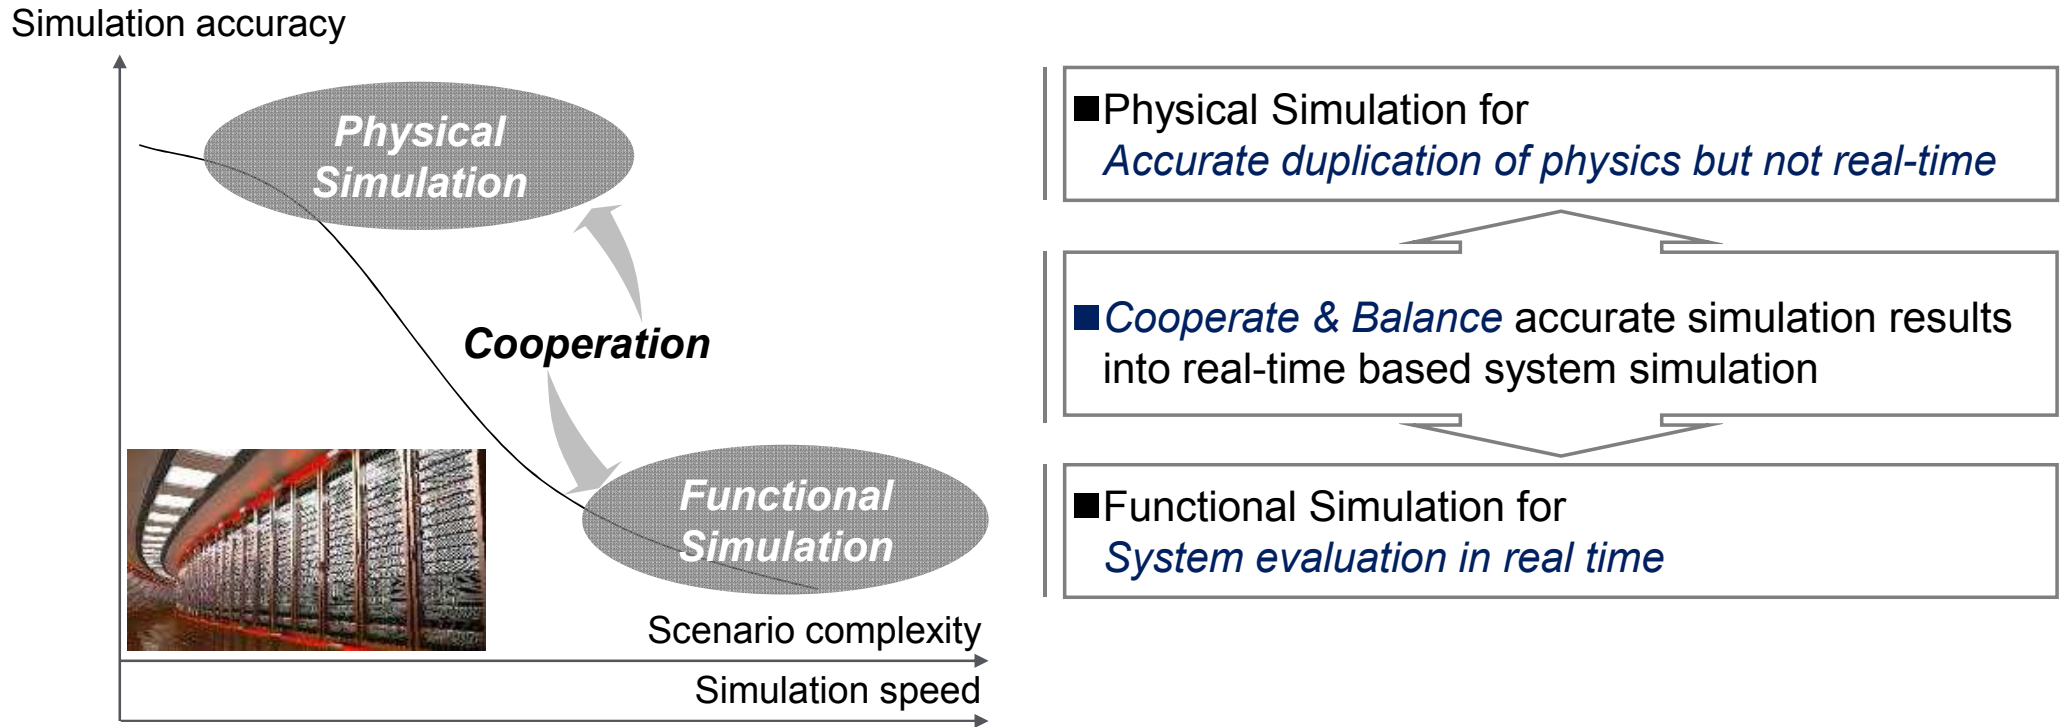 Simulation accuracy
Physical
Simulation
Cooperation
Functional
Simulation
Scenario complexity
Simulation speed
■Physical Simulation for
Accurate duplication of physics but not real-time
■Cooperate & Balance accurate simulation results
into real-time based system simulation
■Functional Simulation for
System evaluation in real time